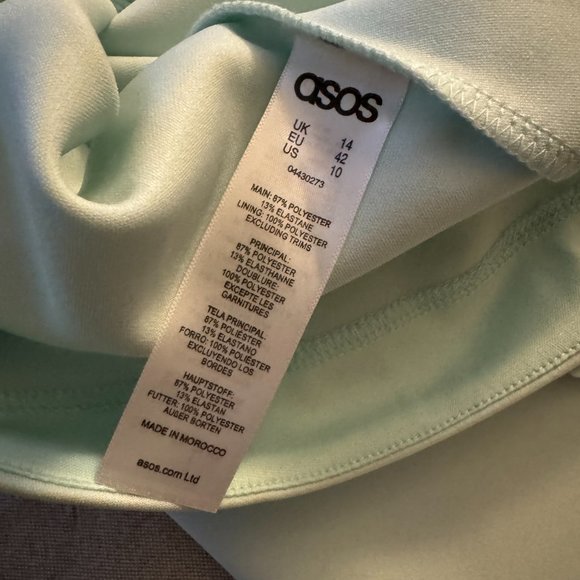 asos
UK 14
EU 42
US 10
04430273
MAIN: 87% POLYESTER
13% ELASTANE
LINING: 100% POLYESTER
EXCLUDING TRIMS
PRINCIPAL:
87% POLYESTER
13% ELASTHANNE
DOUBLURE:
100% POLYESTER
EXCEPTE LES
GARNITURES
TELA PRINCIPAL:
87% POLIÉSTER
13% ELASTANO
FORRO: 100% POLIÉSTER
EXCLUYENDO LOS
BORDES
HAUPTSTOFF:
87% POLYESTER
13% ELASTAN
FUTTER: 100% POLYESTER
AUẞER BORTEN
MADE IN MOROCCO
asos.com Ltd